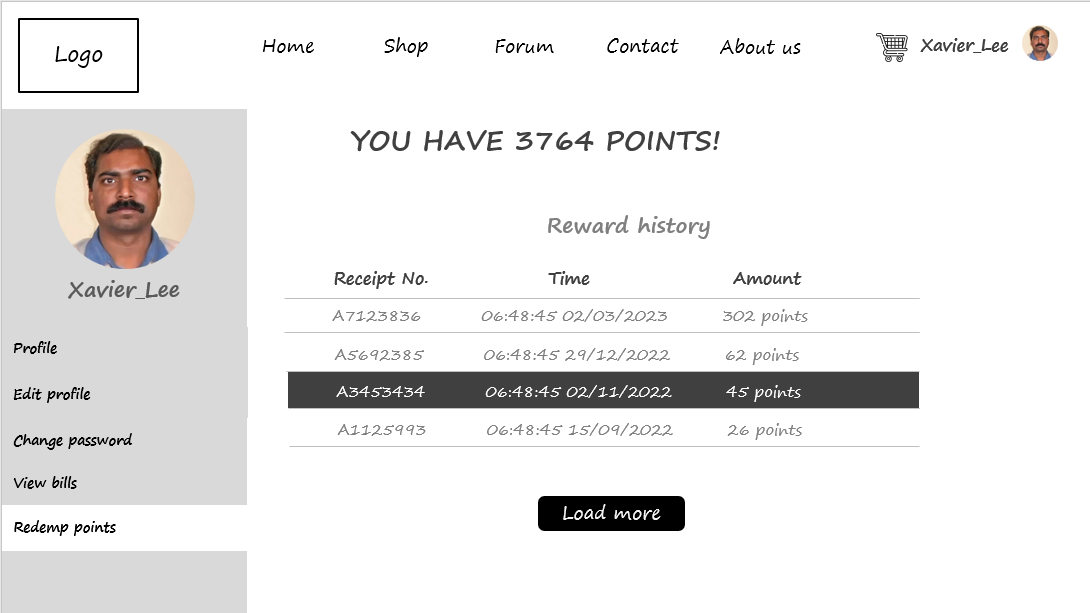 Logo
Home Shop Forum Contact About us Xavier_Lee
YOU HAVE 3764 POINTS!
Xavier_Lee
Profile
Edit profile
Change password
View bills
Redemp points
Reward history
Receipt No. Time Amount
A7123836 06:48:45 02/03/2023 302 points
A5692385 06:48:45 29/12/2022 62 points
A3453434 06:48:45 02/11/2022 45 points
A1125993 06:48:45 15/09/2022 26 points
Load more